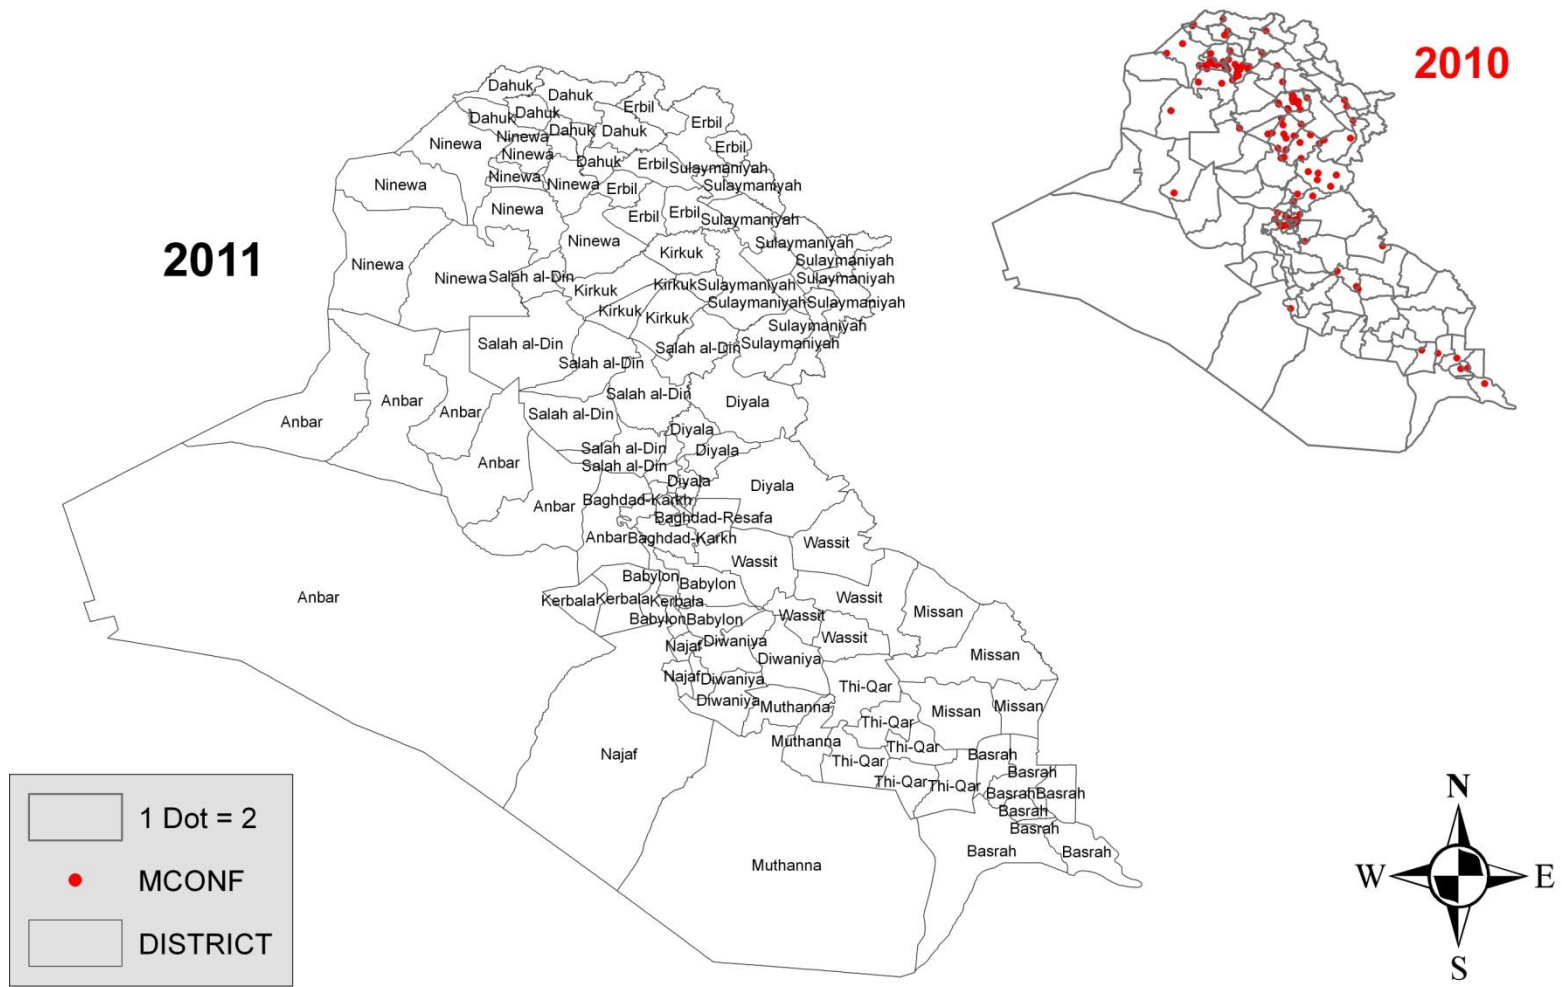 2010
2011
Dahuk
Dahuk
Erbil
Dahuk
Dahuk
Erbil
Dahuk
Dahuk
Ninewa
Ninewa
Erbil
Ninewa
Dahuk
Erbil
Sulaymaniyah
Ninewa
Ninewa
Ninewa
Erbil
Sulaymaniyah
Ninewa
Erbil
Erbil
Sulaymaniyah
Ninewa
Sulaymaniyah
Kirkuk
Sulaymaniyah
Ninewa
Ninewa
Salah al-Din
Sulaymaniyah
Kirkuk
Kirkuk
Sulaymaniyah
Sulaymaniyah
Sulaymaniyah
Kirkuk
Kirkuk
Sulaymaniyah
Salah al-Din
Salah al-Din
Sulaymaniyah
Salah al-Din
Salah al-Din
Diyala
Anbar
Anbar
Anbar
Salah al-Din
Diyala
Salah al-Din
Diyala
Anbar
Salah al-Din
Diyala
Diyala
Anbar
Baghdad-Karkh
Baghdad-Resafa
Anbar
Baghdad-Karkh
Wassit
Wassit
Babylon
Babylon
Anbar
Kerbala
Kerbala
Kerbala
Wassit
Missan
Babylon
Babylon
Wassit
Wassit
Najaf
Diwaniya
Diwaniya
Missan
Najaf
Diwaniya
Thi-Qar
Diwaniya
Muthanna
Missan
Missan
Thi-Qar
Muthanna
Thi-Qar
Najaf
Thi-Qar
Basrah
Basrah
Thi-Qar
Thi-Qar
Basrah
Basrah
Basrah
Basrah
Basrah
Basrah
Muthanna
1 Dot = 2
MCONF
DISTRICT
N
W
E
S